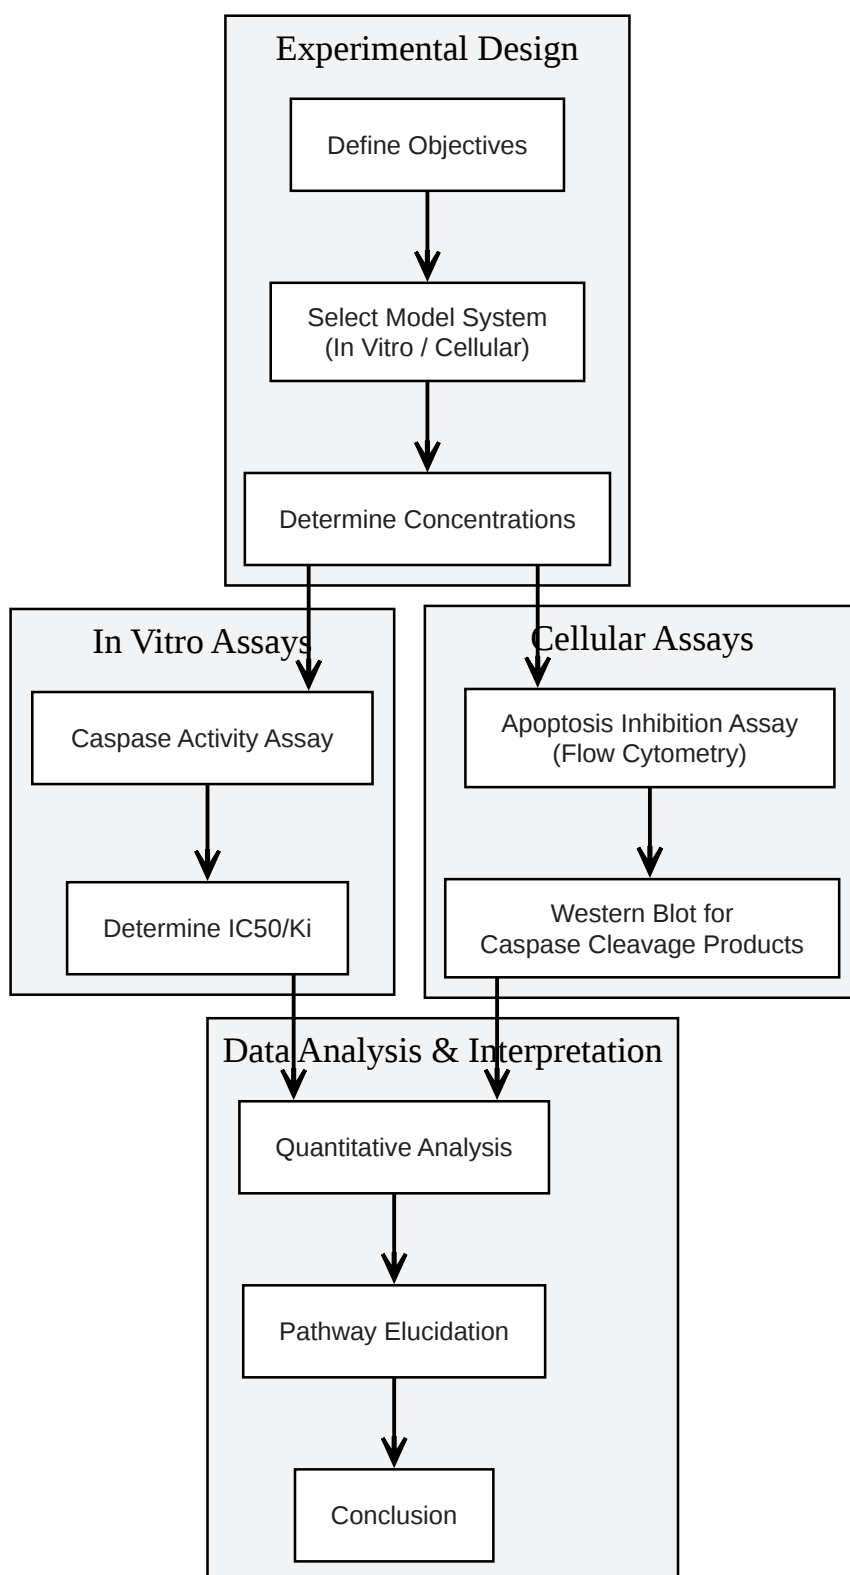 Experimental Design
Define Objectives
Select Model System
(In Vitro / Cellular)
Determine Concentrations
In Vitro Assays
Caspase Activity Assay
Determine IC50/Ki
Cellular Assays
Apoptosis Inhibition Assay
(Flow Cytometry)
Western Blot for
Caspase Cleavage Products
Data Analysis & Interpretation
Quantitative Analysis
Pathway Elucidation
Conclusion